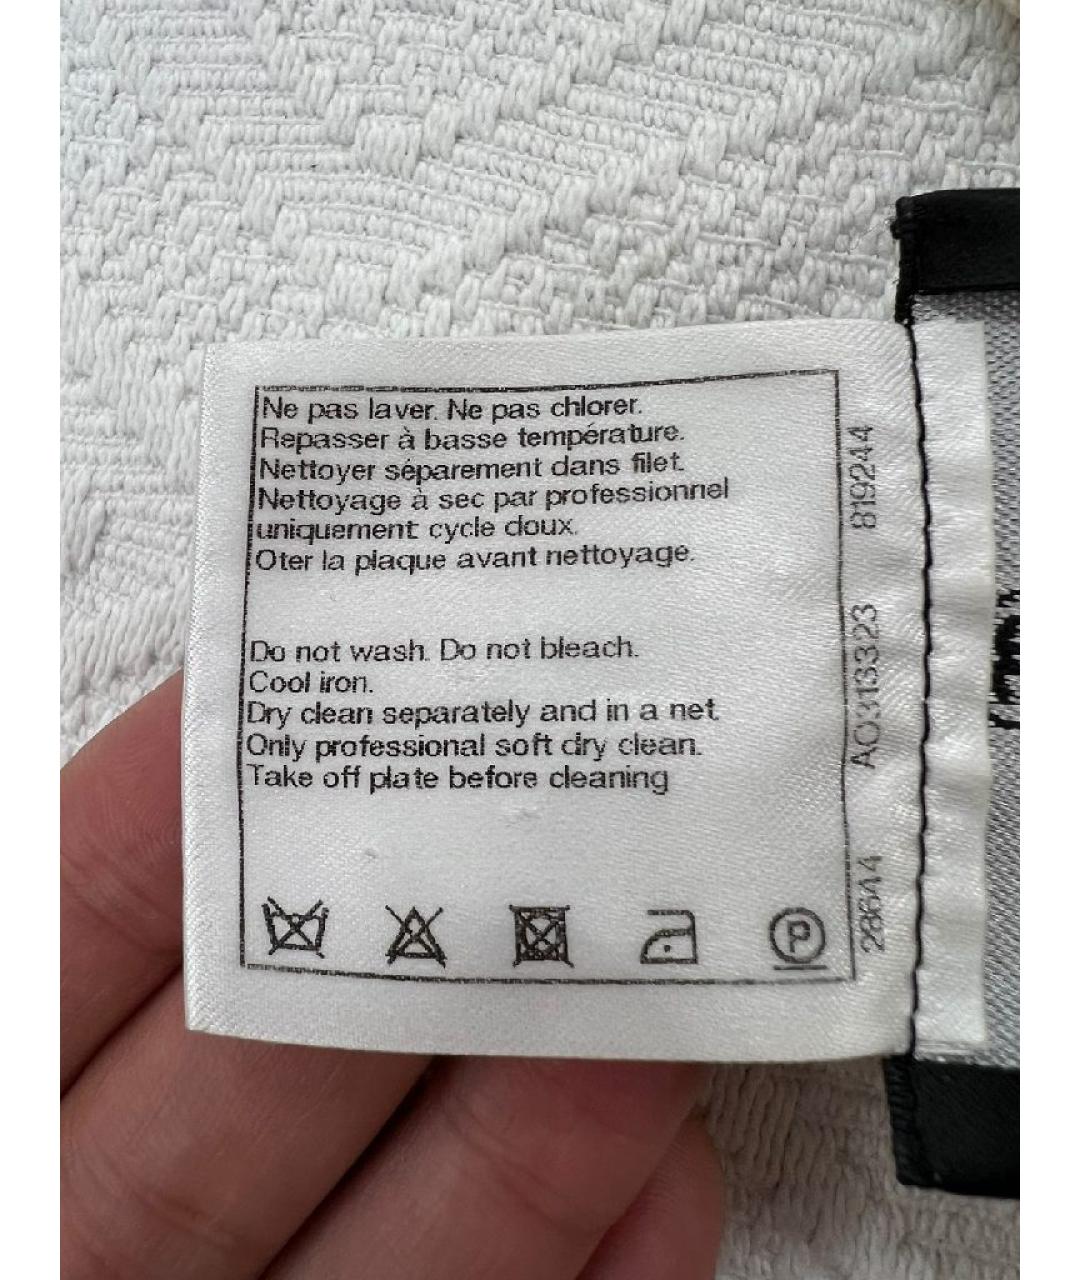 Ne pas laver. Ne pas chlorer.
Repasser à basse température.
Nettoyer séparement dans filet.
Nettoyage à sec par professionnel
uniquement cycle doux.
Oter la plaque avant nettoyage.
Do not wash. Do not bleach.
Cool iron.
Dry clean separately and in a net
Only professional soft dry clean.
Take off plate before cleaning
P
819244
AO313323